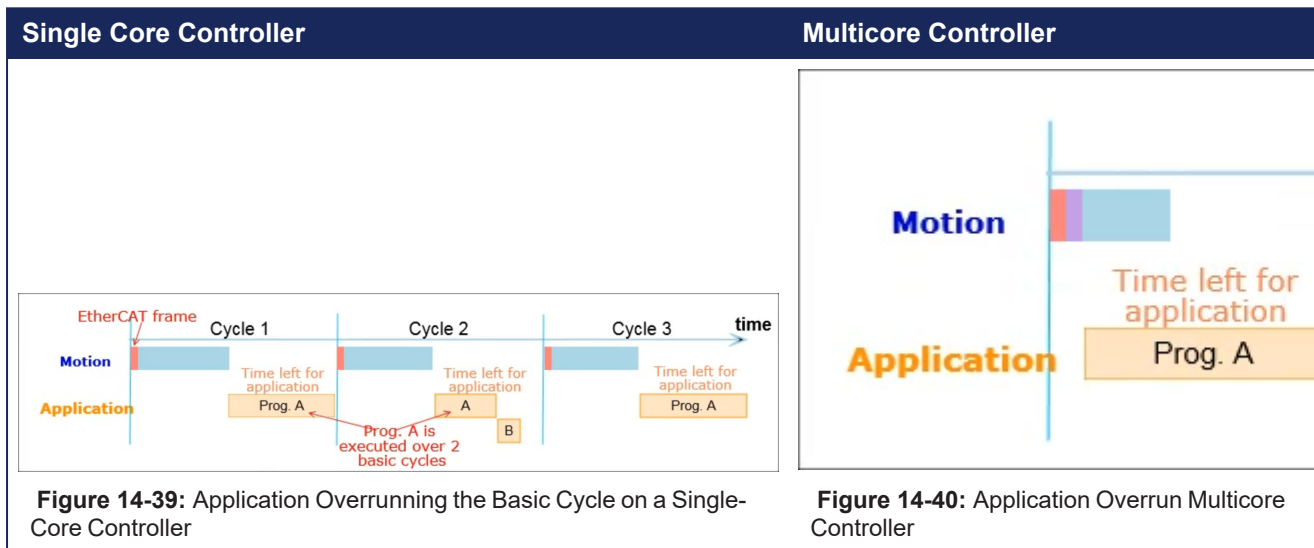 Single Core Controller
Multicore Controller
EtherCAT frame
Cycle 1
Cycle 2
Cycle 3
time
Motion
Time left for
application
Time left for
application
Time left for
application
Application
Prog. A
A
Prog. A
B
Prog. A is
executed over 2
basic cycles
Figure 14-39: Application Overrunning the Basic Cycle on a Single-
Core Controller
Motion
Time left for
application
Application
Prog. A
Figure 14-40: Application Overrun Multicore
Controller